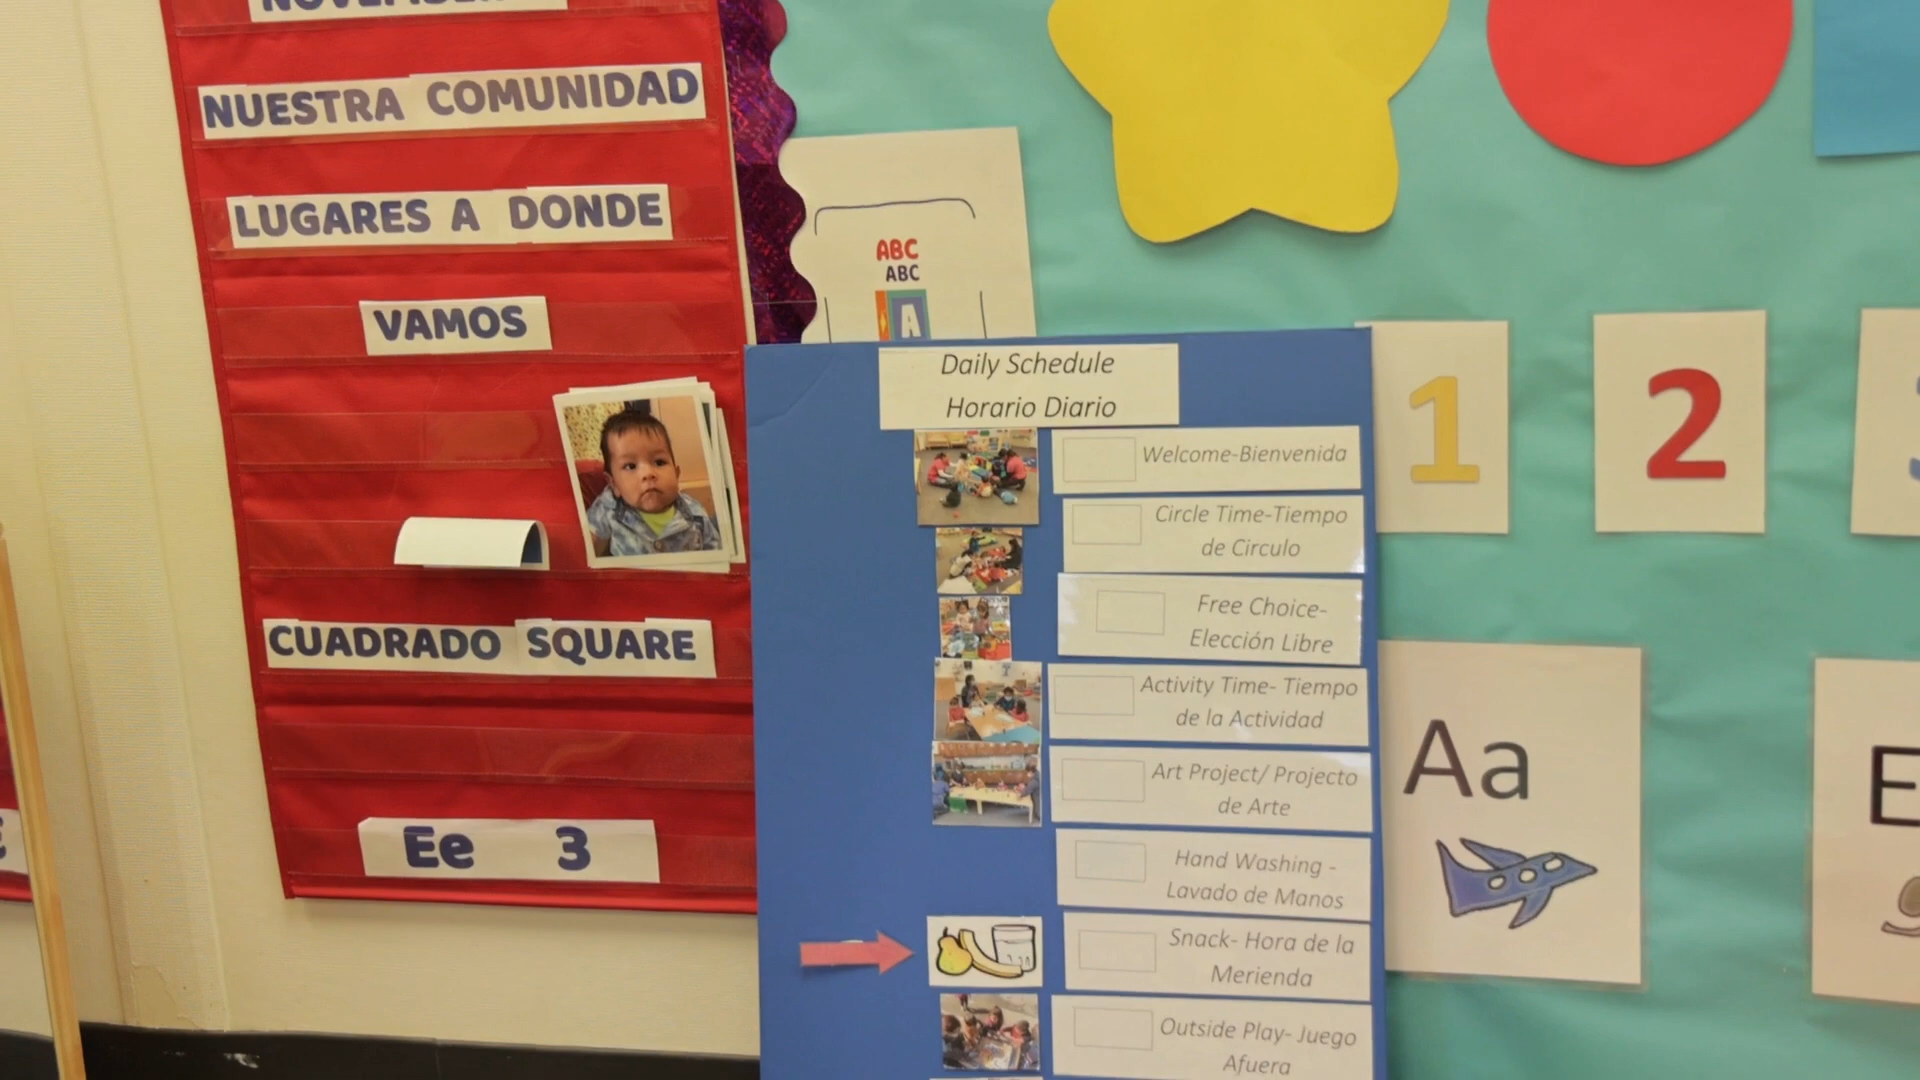 NUESTRA COMUNIDAD
LUGARES A DONDE
VAMOS
CUADRADO SQUARE
Ee 3
ABC
ABC
A
Daily Schedule
Horario Diario
Welcome-Bienvenida
Circle Time-Tiempo
de Circulo
Free Choice-
Elección Libre
Activity Time- Tiempo
de la Actividad
Art Project/ Projecto
de Arte
Hand Washing -
Lavado de Manos
Snack- Hora de la
Merienda
Outside Play- Juego
Afuera
1
2
Aa